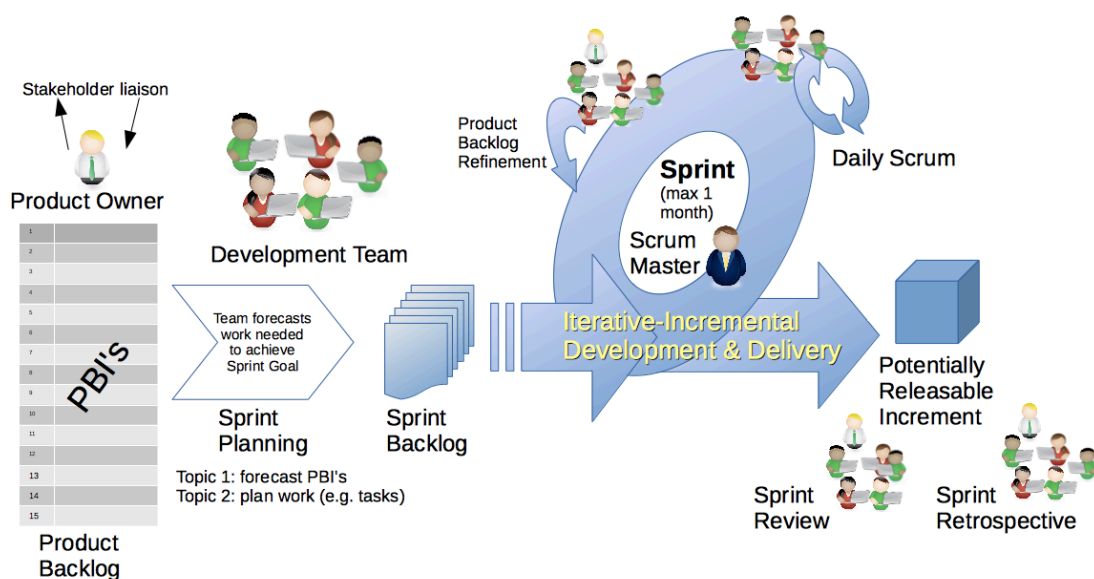 Stakeholder liaison
Product Owner
1
2
3
4
5
6
7
8
9
10
11
12
13
14
15
PBI's
Product
Backlog
Development Team
Team forecasts
work needed
to achieve
Sprint Goal
Sprint
Planning
Topic 1: forecast PBI's
Topic 2: plan work (e.g. tasks)
Sprint
Backlog
Product
Backlog
Refinement
Sprint
(max 1
month)
Scrum
Master
Daily Scrum
Iterative-Incremental
Development & Delivery
Potentially
Releasable
Increment
Sprint
Review
Sprint
Retrospective